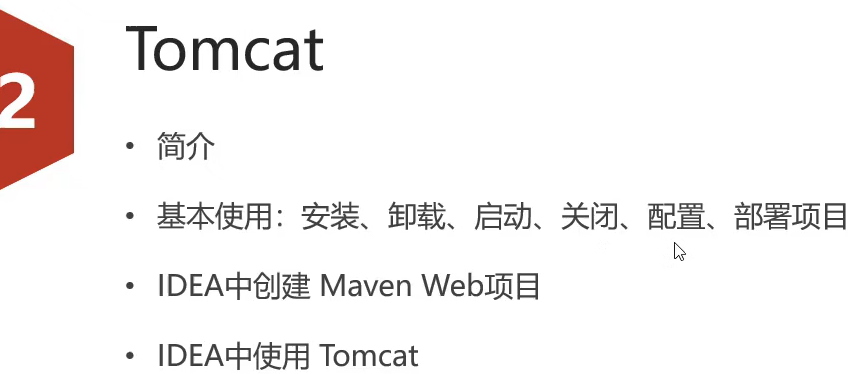 2
Tomcat
• 简介
• 基本使用：安装、卸载、启动、关闭、配置、部署项目
• IDEA中创建 Maven Web项目
• IDEA中使用 Tomcat